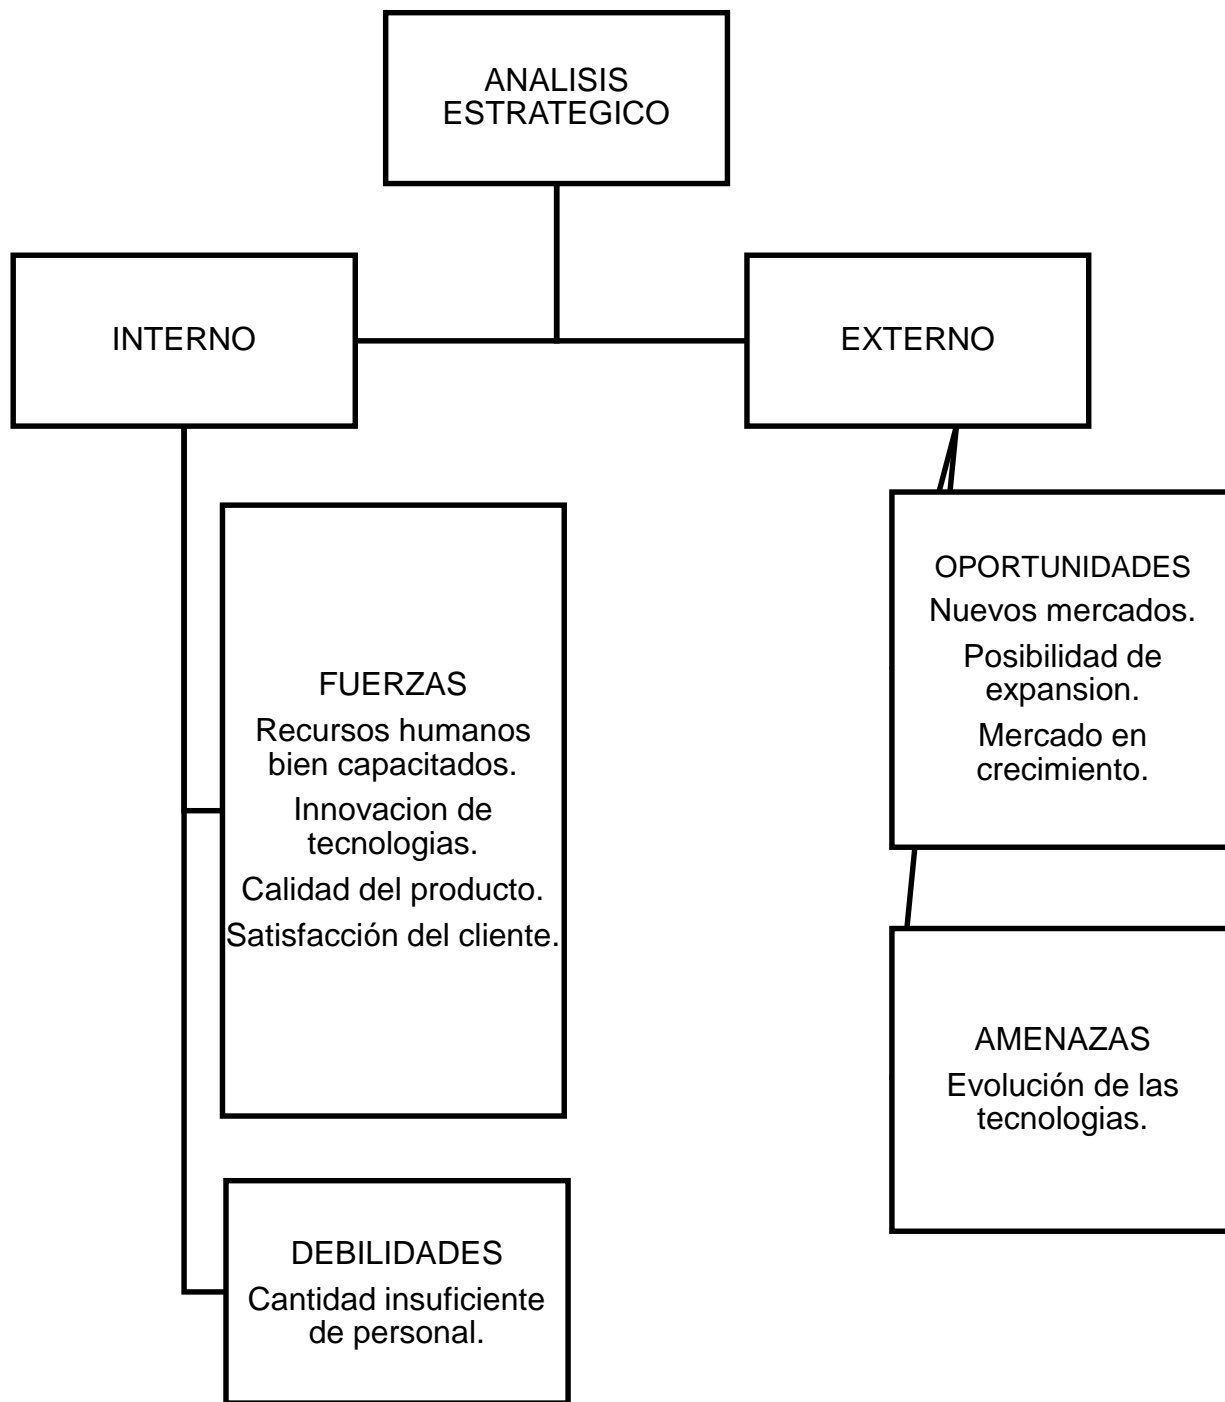 ANALISIS
ESTRATEGICO
INTERNO
EXTERNO
FUERZAS
Recursos humanos
bien capacitados.
Innovacion de
tecnologias.
Calidad del producto.
Satisfacción del cliente.
DEBILIDADES
Cantidad insuficiente
de personal.
OPORTUNIDADES
Nuevos mercados.
Posibilidad de
expansion.
Mercado en
crecimiento.
AMENAZAS
Evolución de las
tecnologias.